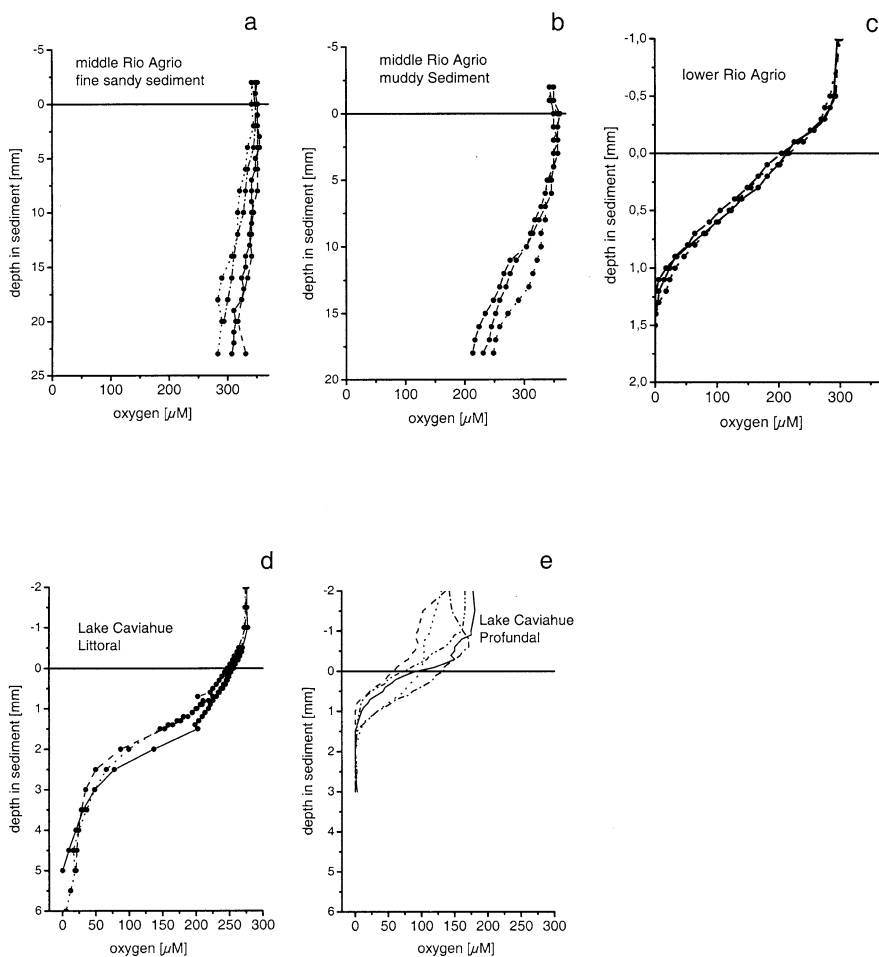 a
middle Rio Agrio
fine sandy sediment
-5
0
5
10
15
20
25
depth in sediment [mm]
0 100 200 300
oxygen [µM]
b
middle Rio Agrio
muddy Sediment
-5
0
5
10
15
20
depth in sediment [mm]
0 100 200 300
oxygen [µM]
c
lower Rio Agrio
-1,0
-0,5
0,0
0,5
1,0
1,5
2,0
depth in sediment [mm]
0 100 200 300
oxygen [µM]
d
Lake Caviahue
Littoral
-2
-1
0
1
2
3
4
5
6
depth in sediment [mm]
0 50 100 150 200 250 300
oxygen [µM]
e
Lake Caviahue
Profundal
-2
-1
0
1
2
3
4
5
6
depth in sediment [mm]
0 50 100 150 200 250 300
oxygen [µM]